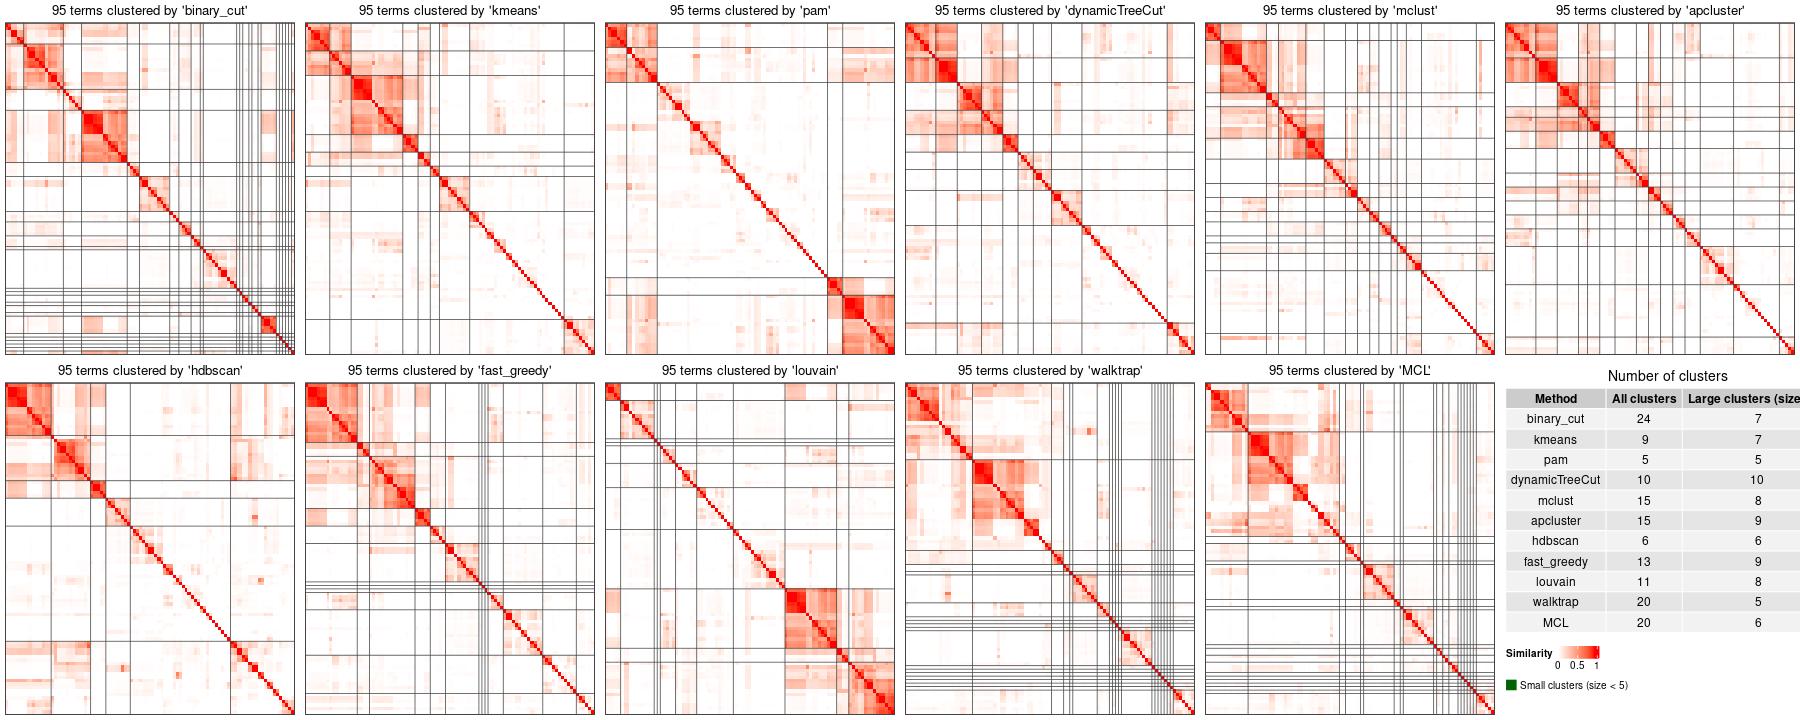 95 terms clustered by 'binary_cut'
95 terms clustered by 'kmeans'
95 terms clustered by 'pam'
95 terms clustered by 'dynamicTreeCut'
95 terms clustered by 'mclust'
95 terms clustered by 'apcluster'
95 terms clustered by 'hdbscan'
95 terms clustered by 'fast_greedy'
95 terms clustered by 'louvain'
95 terms clustered by 'walktrap'
95 terms clustered by 'MCL'
Number of clusters
Method All clusters Large clusters (size
binary_cut 24 7
kmeans 9 7
pam 5 5
dynamicTreeCut 10 10
mclust 15 8
apcluster 15 9
hdbscan 6 6
fast_greedy 13 9
louvain 11 8
walktrap 20 5
MCL 20 6
Similarity
0 0.5 1
Small clusters (size < 5)